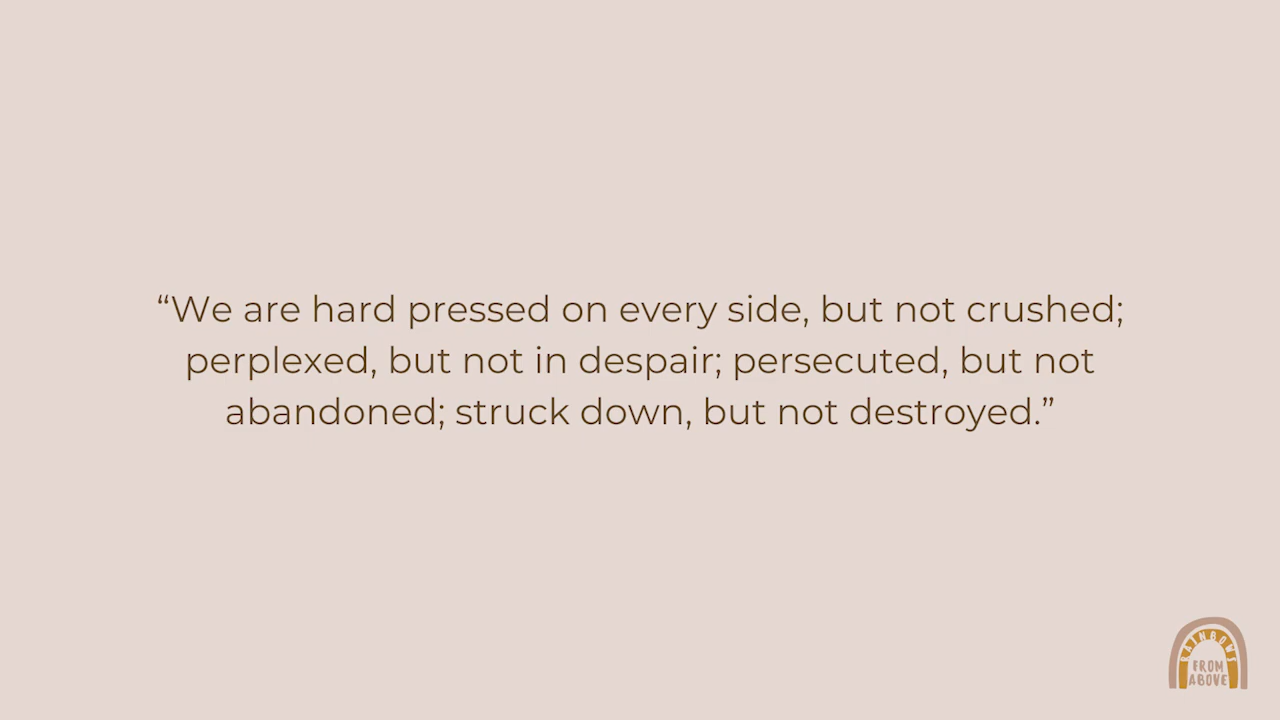 “We are hard pressed on every side, but not crushed;
perplexed, but not in despair; persecuted, but not
abandoned; struck down, but not destroyed.”
RAINBOWS
FROM
ABOVE